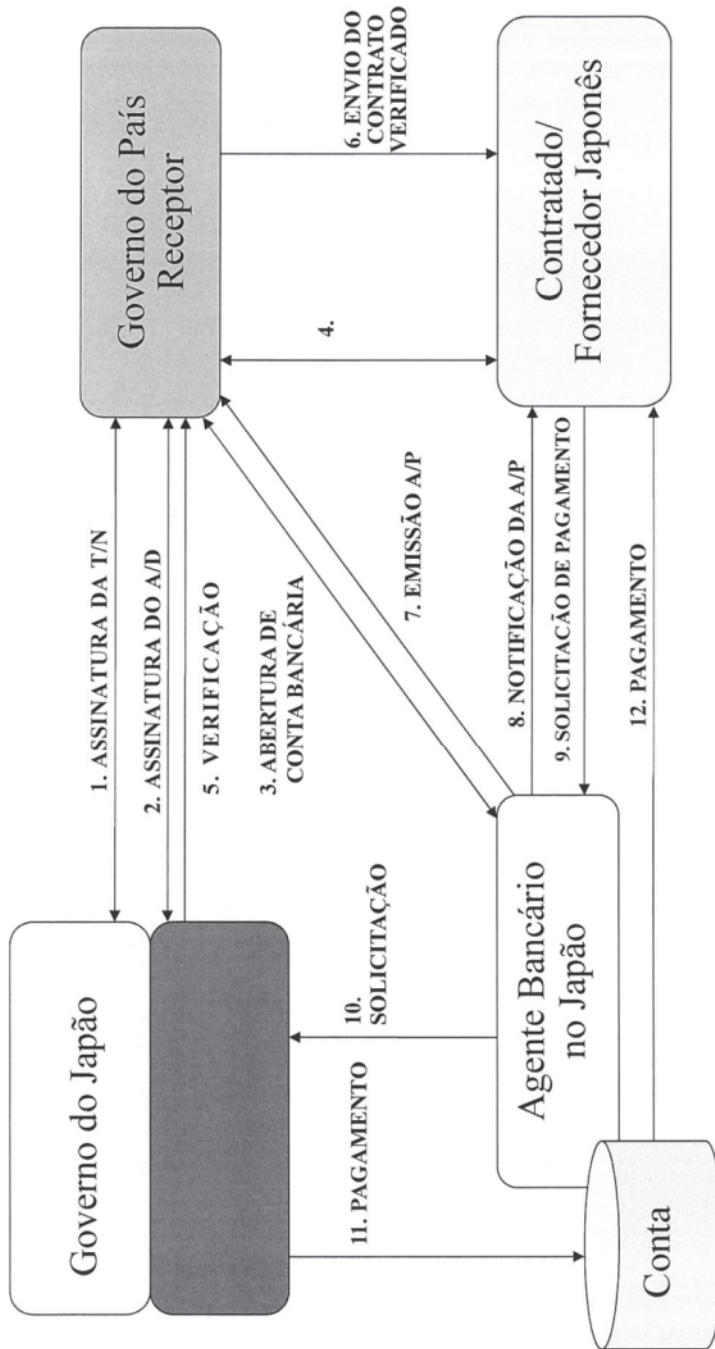 Governo do Japão
Governo do País
Receptor
1. ASSINATURA DA T/N
2. ASSINATURA DO A/D
5. VERIFICAÇÃO
3. ABERTURA DE
CONTA BANCÁRIA
4.
6. ENVIO DO
CONTRATO
VERIFICADO
7. EMISSÃO A/P
10.
SOLICITAÇÃO
11. PAGAMENTO
Agente Bancário
no Japão
8. NOTIFICAÇÃO DA A/P
9. SOLICITACÃO DE PAGAMENTO
12. PAGAMENTO
Contratado/
Fornecedor Japonês
Conta